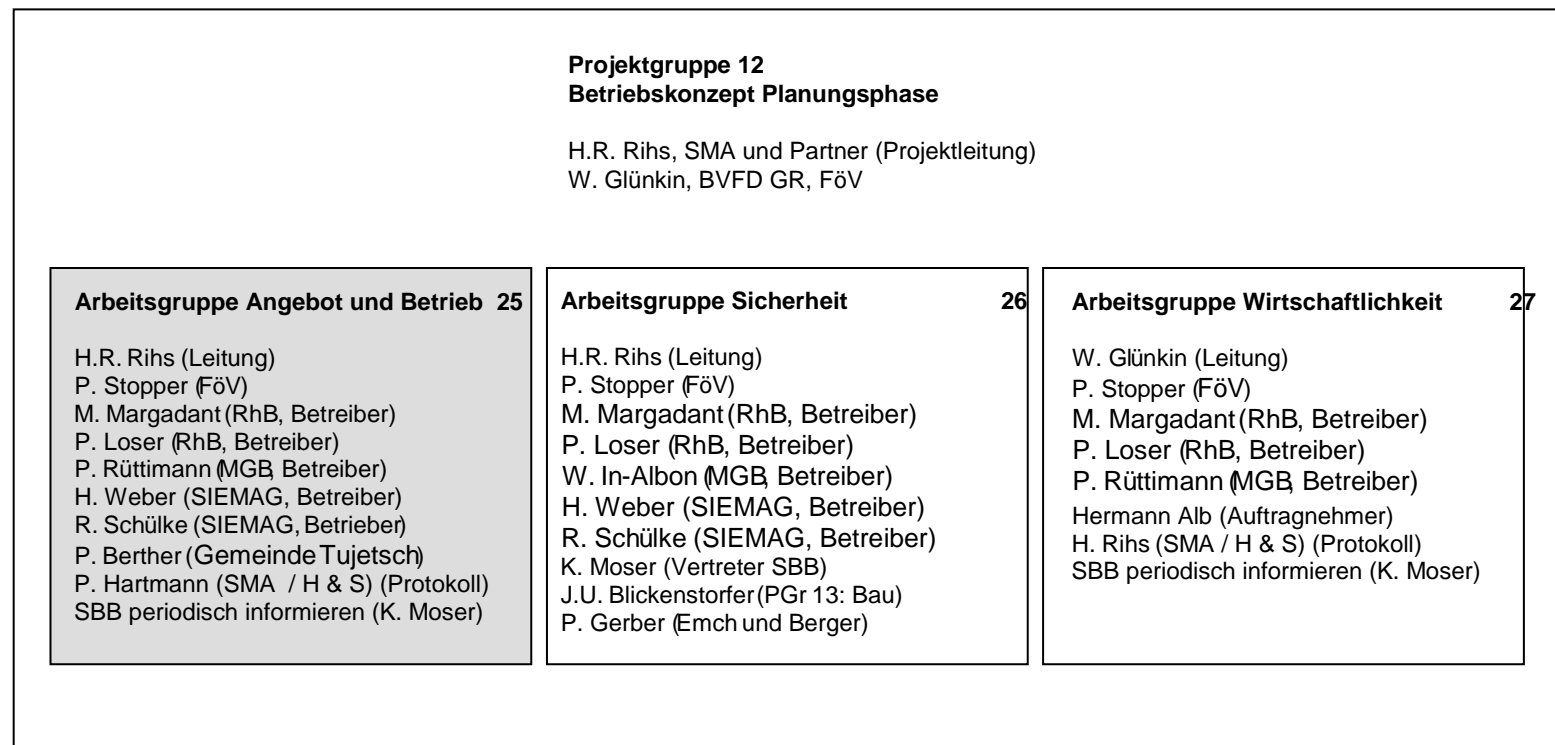 Projektgruppe 12
Betriebskonzept Planungsphase
H.R. Rihs, SMA und Partner (Projektleitung)
W. Glünkin, BVFD GR, FöV
Arbeitsgruppe Angebot und Betrieb 25
H.R. Rihs (Leitung)
P. Stopper (FöV)
M. Margadant (RhB, Betreiber)
P. Loser (RhB, Betreiber)
P. Rüttimann (MGB, Betreiber)
H. Weber (SIEMAG, Betreiber)
R. Schülke (SIEMAG, Betrieber)
P. Berther (Gemeinde Tujetsch)
P. Hartmann (SMA / H & S) (Protokoll)
SBB periodisch informieren (K. Moser)
Arbeitsgruppe Sicherheit 26
H.R. Rihs (Leitung)
P. Stopper (FöV)
M. Margadant (RhB, Betreiber)
P. Loser (RhB, Betreiber)
W. In-Albon (MGB, Betreiber)
H. Weber (SIEMAG, Betreiber)
R. Schülke (SIEMAG, Betreiber)
K. Moser (Vertreter SBB)
J.U. Blickenstorfer (PGr 13: Bau)
P. Gerber (Emch und Berger)
Arbeitsgruppe Wirtschaftlichkeit 27
W. Glünkin (Leitung)
P. Stopper (FöV)
M. Margadant (RhB, Betreiber)
P. Loser (RhB, Betreiber)
P. Rüttimann (MGB, Betreiber)
Hermann Alb (Auftragnehmer)
H. Rihs (SMA / H & S) (Protokoll)
SBB periodisch informieren (K. Moser)